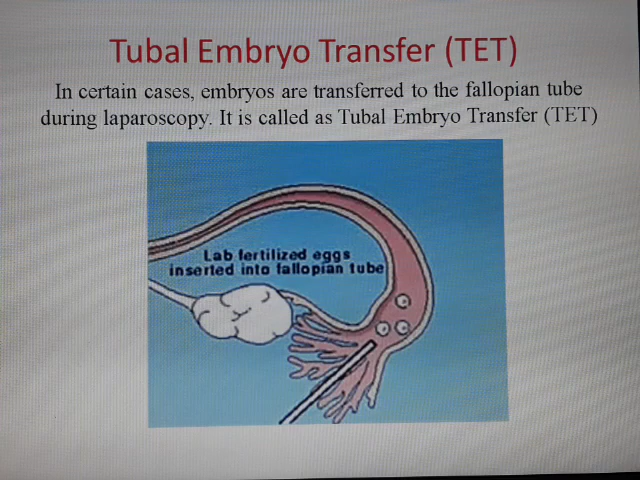 Tubal Embryo Transfer (TET)
In certain cases, embryos are transferred to the fallopian tube
during laparoscopy. It is called as Tubal Embryo Transfer (TET)
Lab fertilized eggs
inserted into fallopian tube